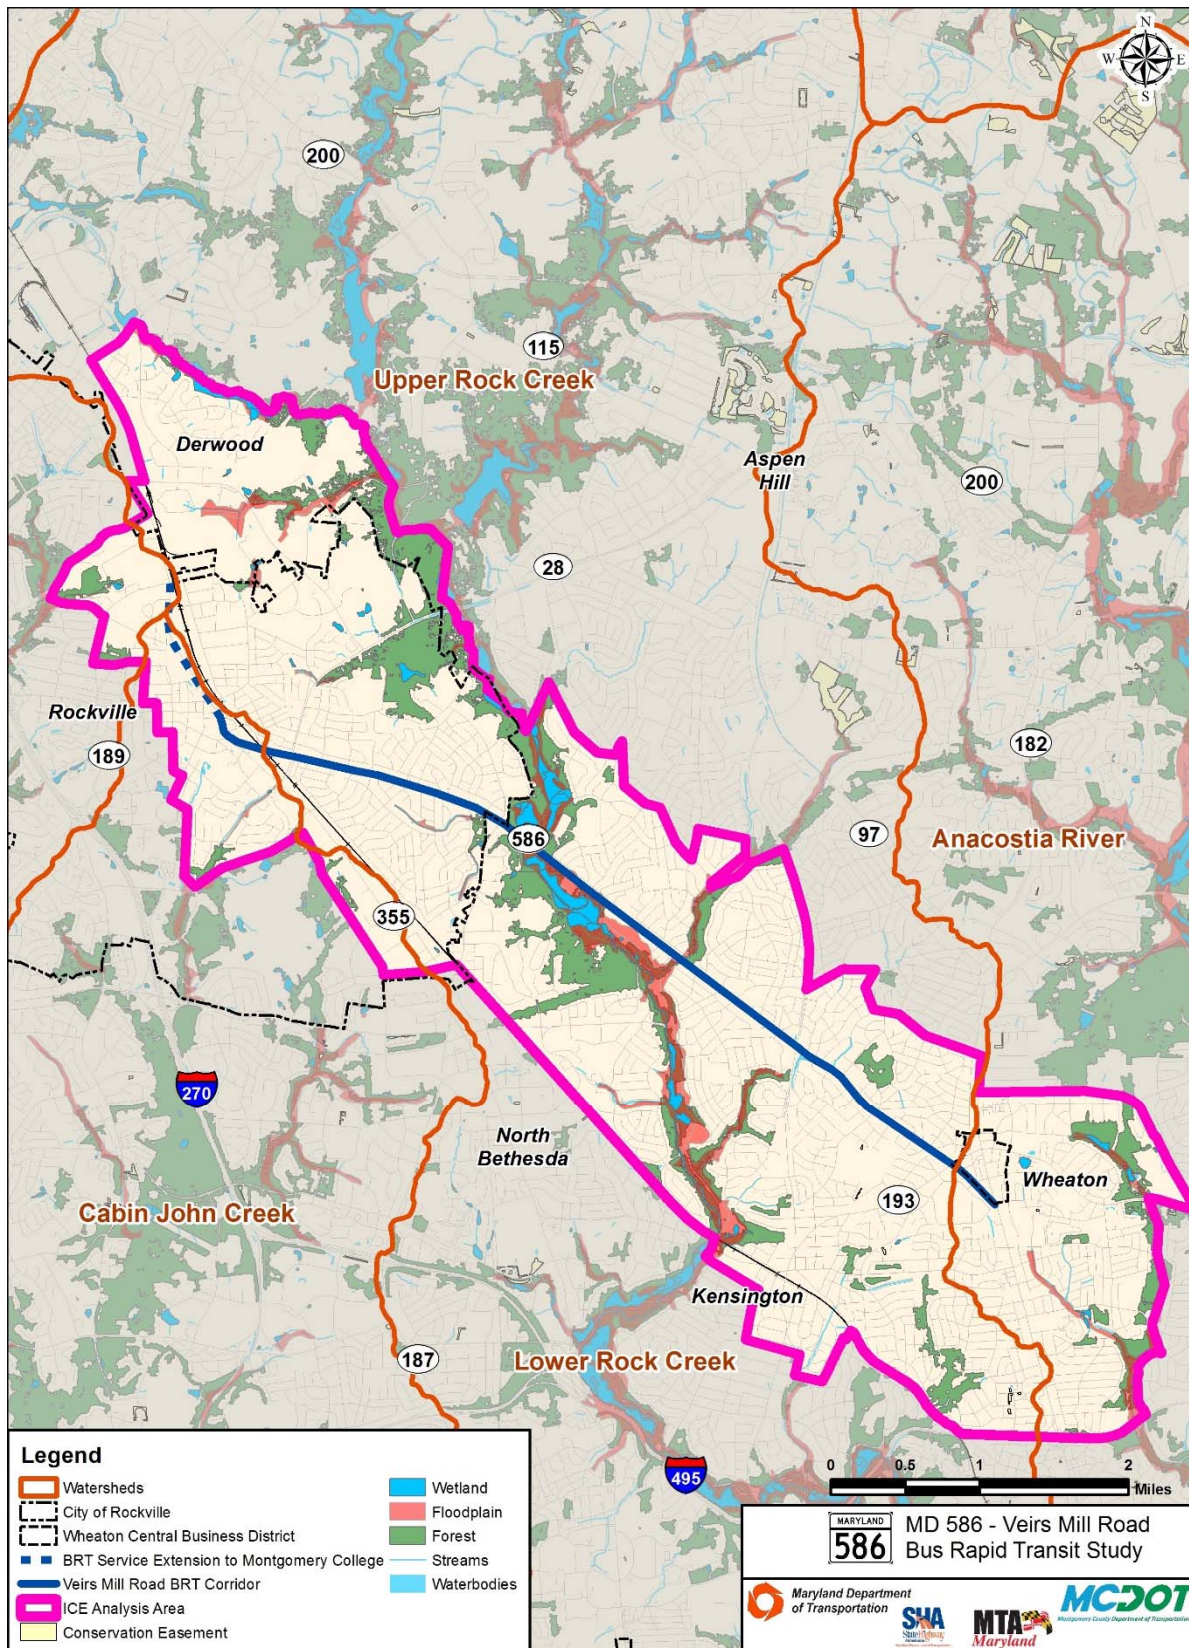 N
W E
S
200
115
Upper Rock Creek
Derwood
Aspen
Hill
200
28
Rockville
189
182
586
97
Anacostia River
355
270
North
Bethesda
Wheaton
193
Cabin John Creek
Kensington
187
Lower Rock Creek
495
Legend
Watersheds
City of Rockville
Wheaton Central Business District
BRT Service Extension to Montgomery College
Veirs Mill Road BRT Corridor
ICE Analysis Area
Conservation Easement
Wetland
Floodplain
Forest
Streams
Waterbodies
0 0.5 1 2
Miles
MARYLAND
586
MD 586 - Veirs Mill Road
Bus Rapid Transit Study
Maryland Department
of Transportation
SHA
State Highway
MTA
Maryland
MCDOT
Montgomery County Department of Transportation